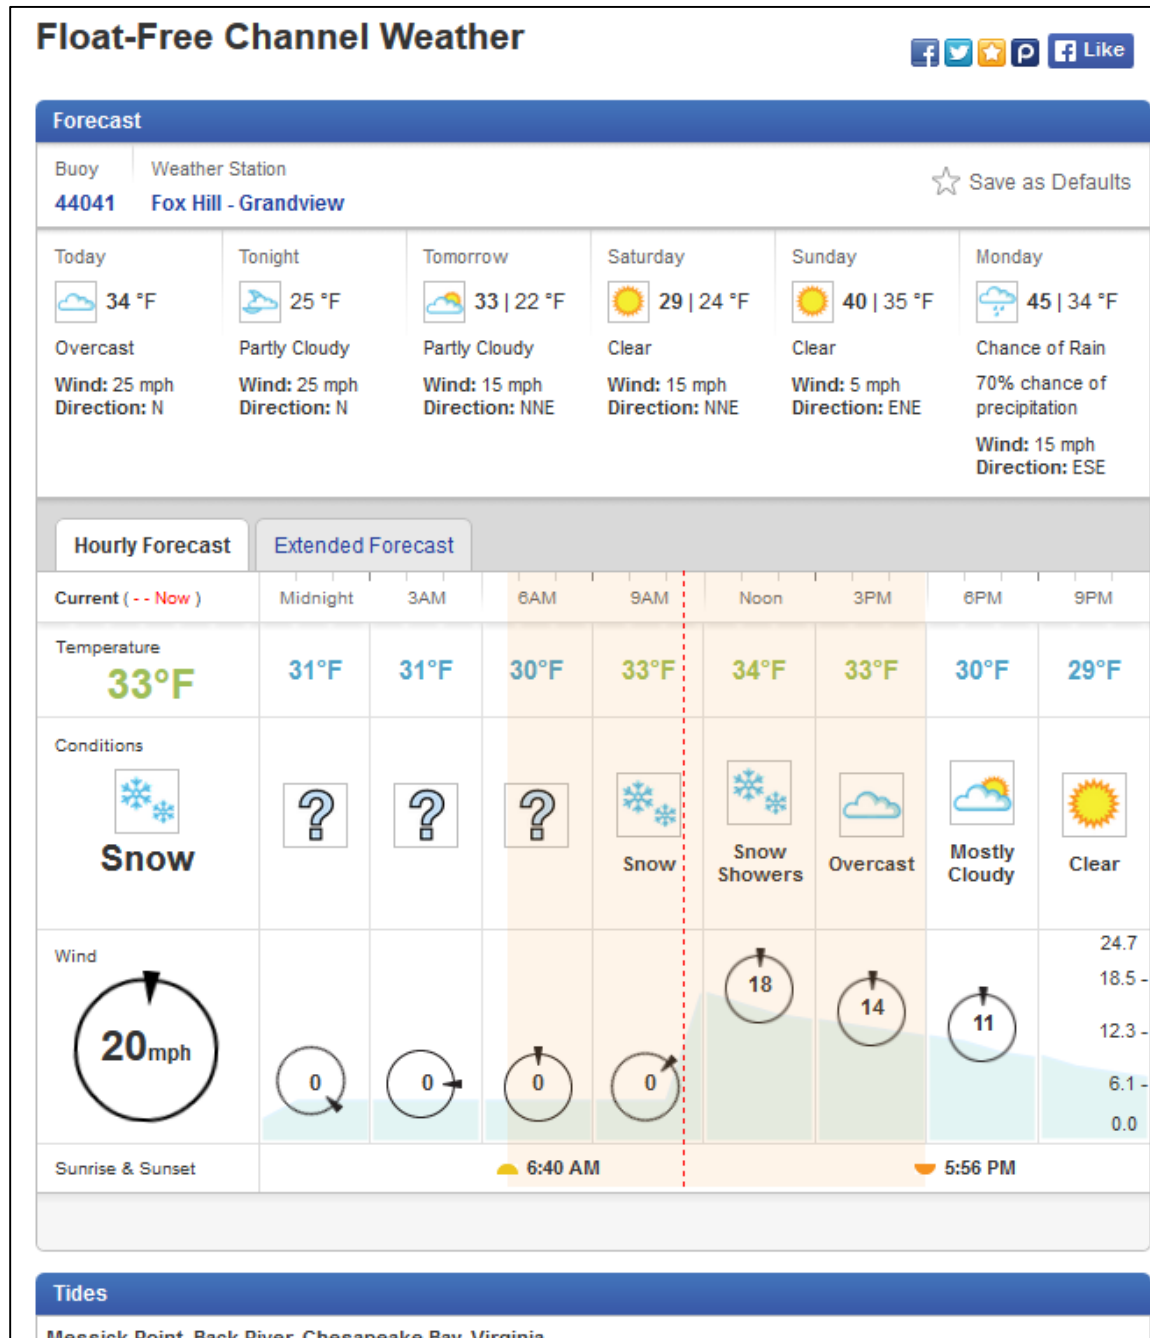 Float-Free Channel Weather
Like
Forecast
Buoy Weather Station
44041 Fox Hill - Grandview
Save as Defaults
Today Tonight Tomorrow Saturday Sunday Monday
34 °F 25 °F 33 | 22 °F 29 | 24 °F 40 | 35 °F 45 | 34 °F
Overcast Partly Cloudy Partly Cloudy Clear Clear Chance of Rain
70% chance of
precipitation
Wind: 25 mph Wind: 25 mph Wind: 15 mph Wind: 15 mph Wind: 5 mph Wind: 15 mph
Direction: N Direction: N Direction: NNE Direction: NNE Direction: ENE Direction: ESE
Hourly Forecast Extended Forecast
Current ( - - Now ) Midnight 3AM 6AM 9AM Noon 3PM 6PM 9PM
Temperature
33°F 31°F 31°F 30°F 33°F 34°F 33°F 30°F 29°F
Conditions
? ? ?
Snow Snow Snow Showers Overcast Mostly Cloudy Clear
Wind
20mph 0 0 0 0 18 14 11
24.7
18.5 -
12.3 -
6.1 -
0.0
Sunrise & Sunset 6:40 AM 5:56 PM
Tides
Messick Point, Back River, Chesapeake Bay, Virginia